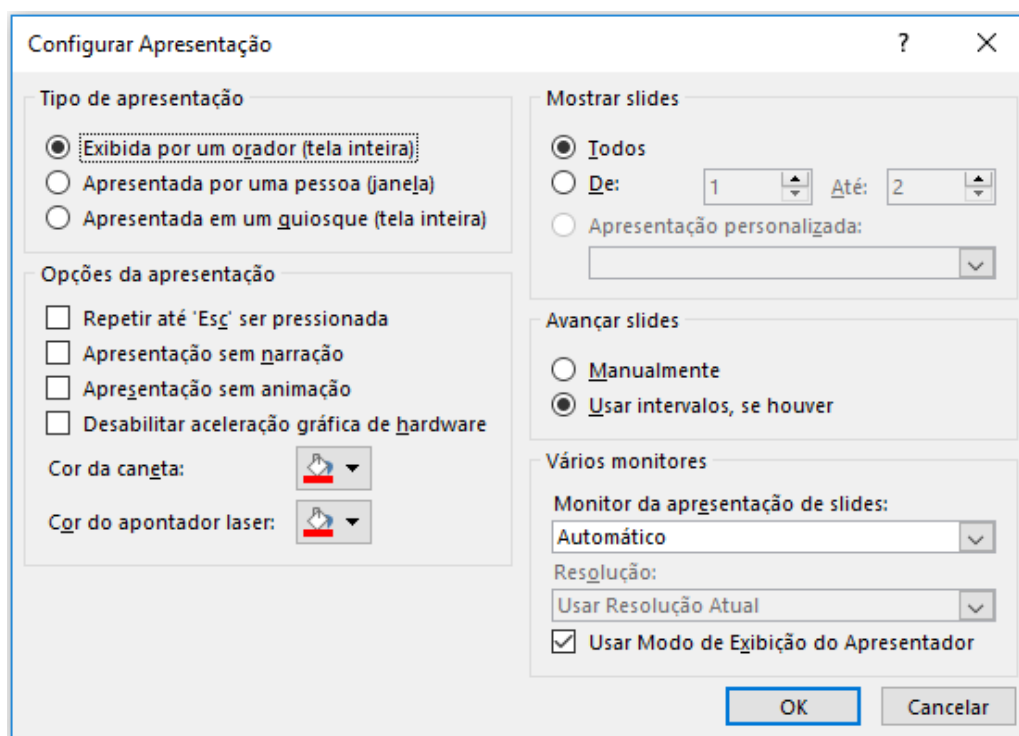 Configurar Apresentação
?
Tipo de apresentação
Exibida por um orador (tela inteira)
Apresentada por uma pessoa (janela)
Apresentada em um guiosque (tela inteira)
Opções da apresentação
Repetir até 'Esc' ser pressionada
Apresentação sem narração
Apresentação sem animação
Desabilitar aceleração gráfica de hardware
Cor da caneta:
Cor do apontador laser:
Mostrar slides
Todos
De: 1 Até: 2
Apresentação personalizada:
Avançar slides
Manualmente
Usar intervalos, se houver
Vários monitores
Monitor da apresentação de slides:
Automático
Resolução:
Usar Resolução Atual
Usar Modo de Exibição do Apresentador
OK Cancelar